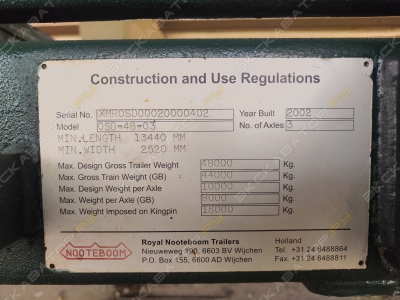 Construction and Use Regulations
Serial No. XMRDSD00020000402 Year Built 2002
Model OSD-48-03 No. of Axles 3
MIN.LENGTH 13440 MM
MIN.WIDTH 2520 MM
Max. Design Gross Trailer Weight 48000 Kg.
Max. Gross Train Weight (GB) 44000 Kg.
Max. Design Weight per Axle 10000 Kg.
Max. Weight per Axle (GB) 8000 Kg.
Max. Weight Imposed on Kingpin 18000 Kg.
NOOTEBOOM
Royal Nooteboom Trailers Holland
Nieuweweg 190, 6603 BV Wijchen Tel. +31 24 6488864
P.O. Box 155, 6600 AD Wijchen Fax. +31 24 6488811